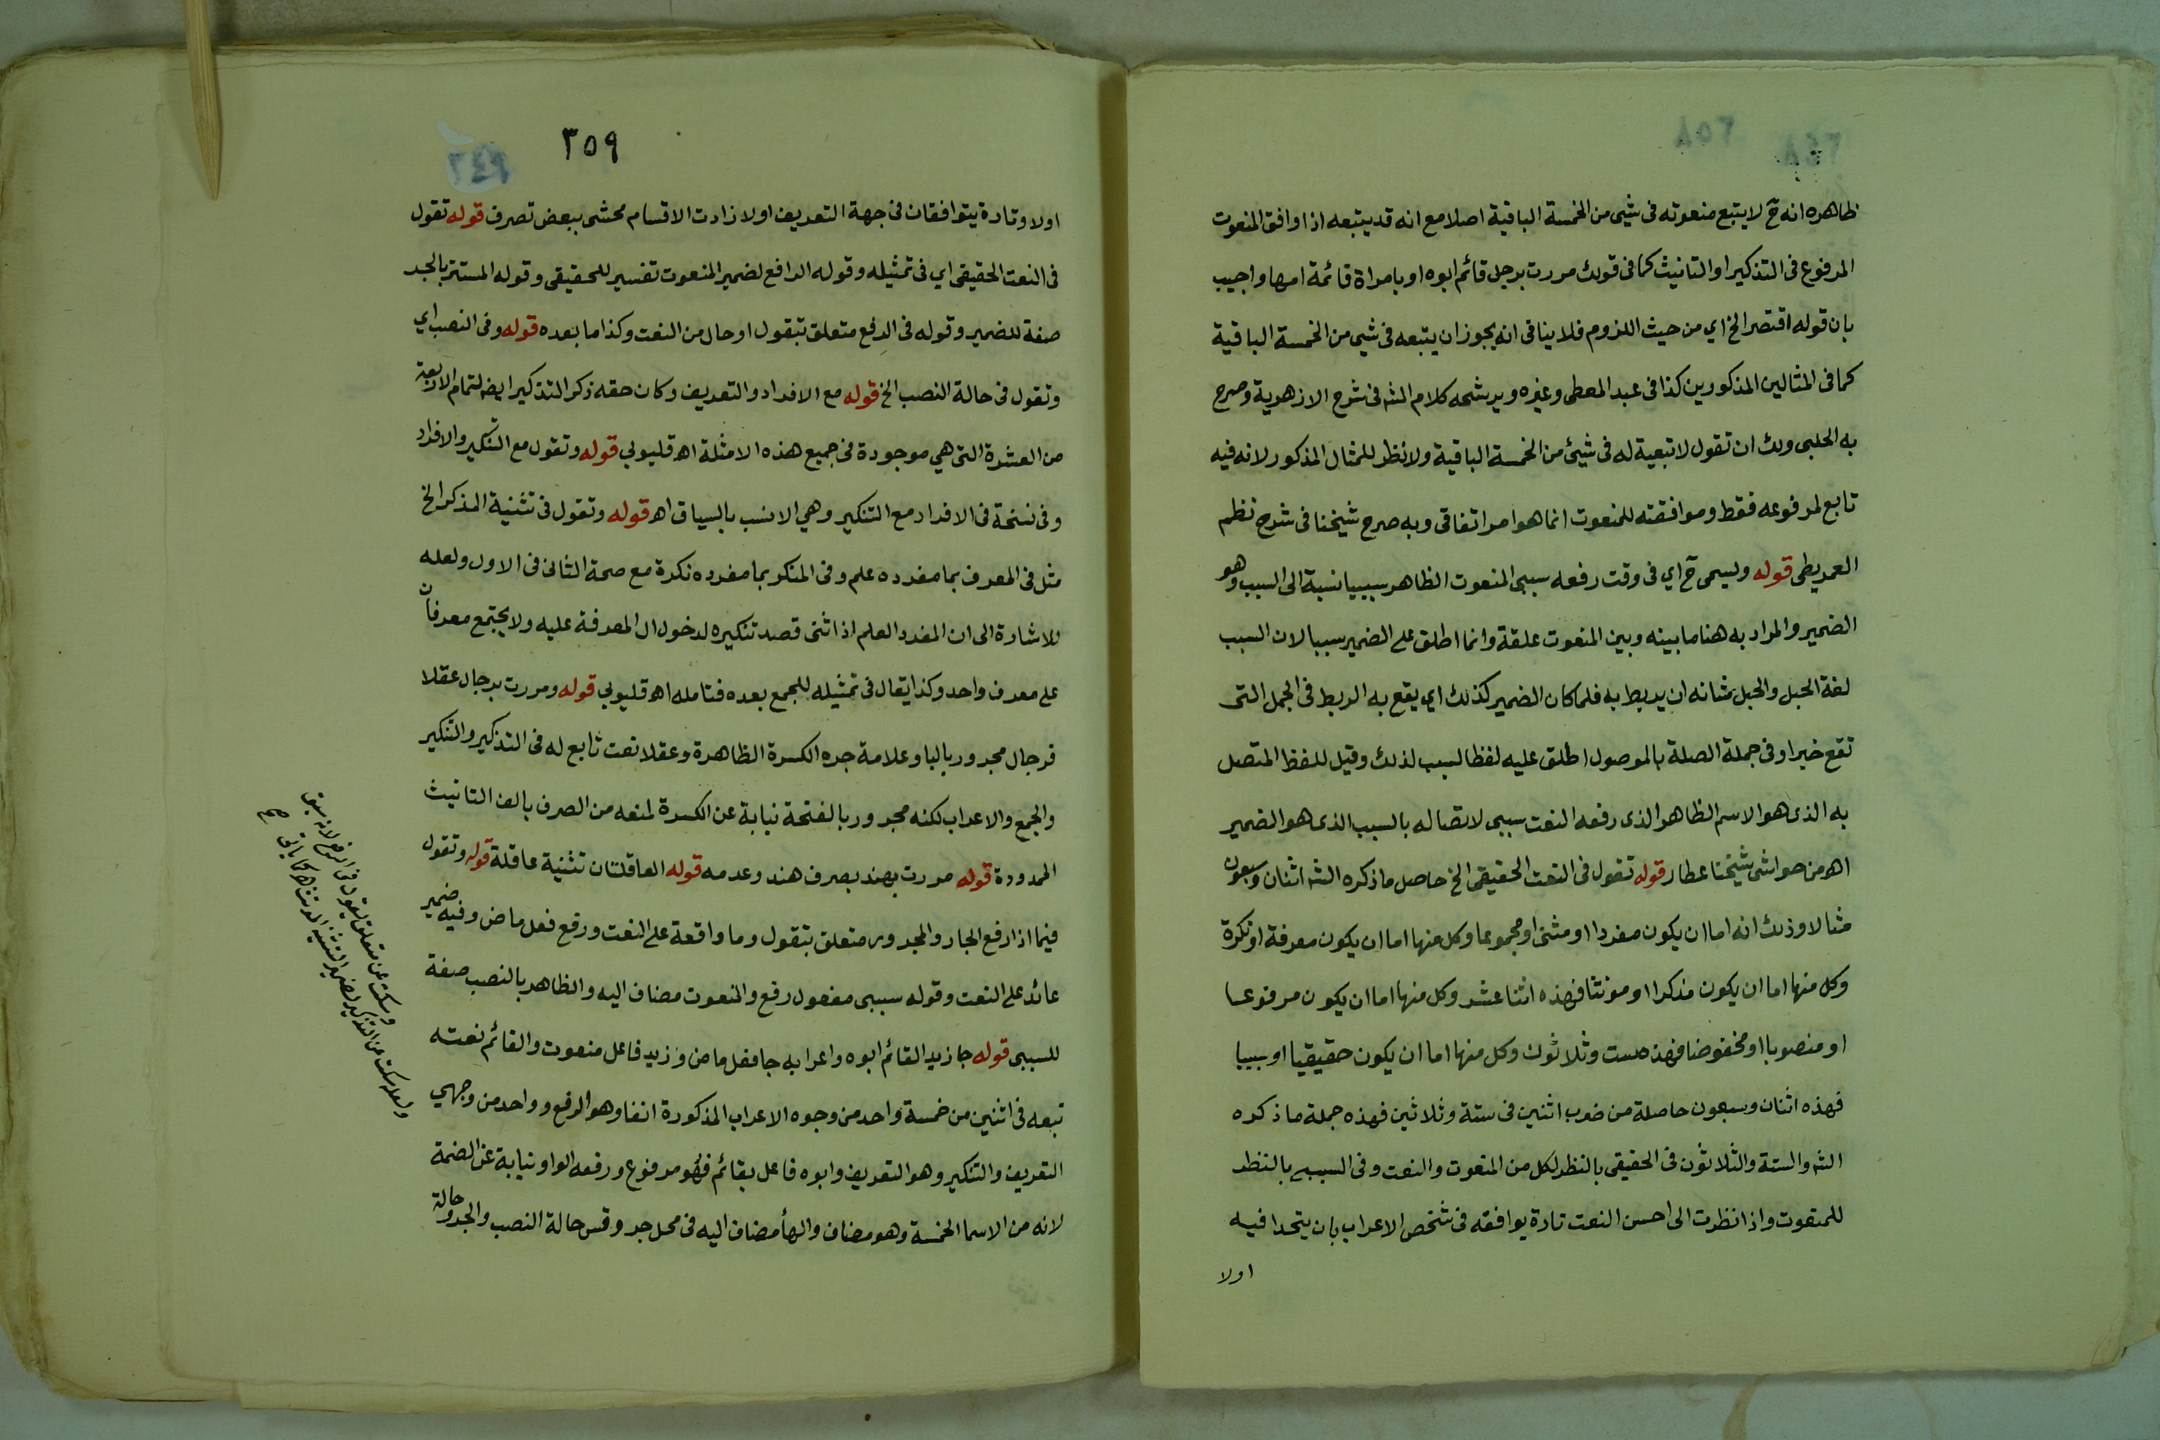 ظاهره انه ح لا يتبع منعوته فى شيى من الخمسة الباقية اصلا مع انه قد يتبعه اذا وافق المنعوت
المرفوع فى التذكير او التانيث كما فى قولك مررت برجل قائم ابوه او بامراة قائمة امها واجيب
بان قوله اقتصر الخ اي من حيث اللزوم فلا ينافى انه يجوز ان يتبعه فى شيى من الخمسة الباقية
كما فى المثالين المذكورين كذا فى عبد المعطى وغيره ويرشحه كلام الشه فى شرح الازهرية وصرح
به الحلبى ولك ان تقول لا تبعية له فى شيئ من الخمسة الباقية ولا نظر للمثال المذكور لانه فيه
تابع لمرفوعه فقط وموافقته للمنعوت انما هو امر اتفاقى وبه صرح شيخنا فى شرح نظم
العمريطى قوله ويسمى ح اي فى وقت رفعه سببى المنعوت الظاهر سببيا نسبة الى السبب وهو
الضمير والمراد به هنا ما بينه وبين المنعوت علقة وانما اطلق على الضمير سببا لان السبب
لغة الحبل والحبل شانه ان يربط به فلما كان الضمير كذلك اي يقع به الربط فى الجمل التى
تقع خبرا وفى جملة الصلة بالموصول اطلق عليه لفظ السبب لذلك وقيل للفظ المتصل
به الذى هو الاسم الظاهر الذى رفعه النعت سببى لاتصاله بالسبب الذى هو الضمير
اهـ من حواشى شيخنا عطار قوله تقول فى النعت الحقيقى الخ حاصل ما ذكره الشه اثنان وسبعون
مثالا وذلك انه اما ان يكون مفردا او مثنى او مجموعا وكل منها اما ان يكون معرفة او نكرة
وكل منها اما ان يكون مذكرا او مونثا فهذه اثنا عشر وكل منها اما ان يكون مرفوعا
او منصوبا او مخفوضا فهذه ست وثلاثون وكل منها اما ان يكون حقيقيا او سببيا
فهذه اثنان وسبعون حاصلة من ضرب اثنين فى ستة وثلاثين فهذه جملة ما ذكره
الشه والستة والثلاثون فى الحقيقى بالنظر لكل من المنعوت والنعت وفى السببي بالنظر
للمنعوت واذا نظرت الى احسن النعت تارة يوافقه فى شخص الاعراب بان يتحدا فيه
اولا
٣٥٩
٣٤٩
اولا وتارة يتوافقان فى جهة التعريف اولا زادت الاقسام محشى ببعض تصرف قوله تقول
فى النعت الحقيقى اي فى تمثيله وقوله الرافع لضمير المنعوت تفسير للحقيقى وقوله المستتر بالجر
صفة للضمير وقوله فى الرفع متعلق بتقول او حال من النعت وكذا ما بعده قوله وفى النصب اي
وتقول فى حالة النصب الخ قوله مع الافراد والتعريف وكان حقه ذكر التذكير ايضه لتمام الاربعة
من العشرة التى هي موجودة فى جميع هذه الامثلة اهـ قليوبي قوله وتقول مع التنكير والافراد
وفى نسخة فى الافراد مع التنكير وهي الانسب بالسياق اهـ قوله وتقول فى تثنية المذكر الخ
مثل فى المعرف بما مفرده علم وفى المنكر بما مفرده نكرة مع صحة الثانى فى الاول ولعله
للاشارة الى ان المفرد العلم اذا ثنى قصد تنكيره لدخول ال المعرفة عليه ولا يجتمع معرفان
على معرف واحد وكذا يقال فى تمثيله للجمع بعده فتامله اهـ قليوبي قوله ومررت برجال عقلا
فرجال مجرور بالبا وعلامة جره الكسرة الظاهرة وعقلا نعت تابع له فى التذكير والتنكير
والجمع والاعراب لكنه مجرور بالفتحة نيابة عن الكسرة لمنعه من الصرف بالف التانيث
الممدودة قوله مررت بهند بصرف هند وعدمه قوله العاقلتان تثنية عاقلة قوله وتقول
فيما اذا رفع الجار والمجرور متعلق بتقول وما واقعة على النعت ورفع فعل ماض وفيه ضمير
عائد على النعت وقوله سببى مفعول رفع والمنعوت مضاف اليه والظاهر بالنصب صفة
للسببى قوله جا زيد القائم ابوه واعرابه جا فعل ماض وزيد فاعل منعوت والقائم نعته
تبعه فى اثنين من خمسة واحد من وجوه الاعراب المذكورة انفا وهو الرفع وواحد من وجهي
التعريف والتنكير وهو التعريف وابوه فاعل بقائم فهو مرفوع ورفعه الواو نيابة عن الضمة
لانه من الاسما الخمسة وهو مضاف والهأ مضاف اليه فى محل جر وقس حالة النصب والجر وحالة